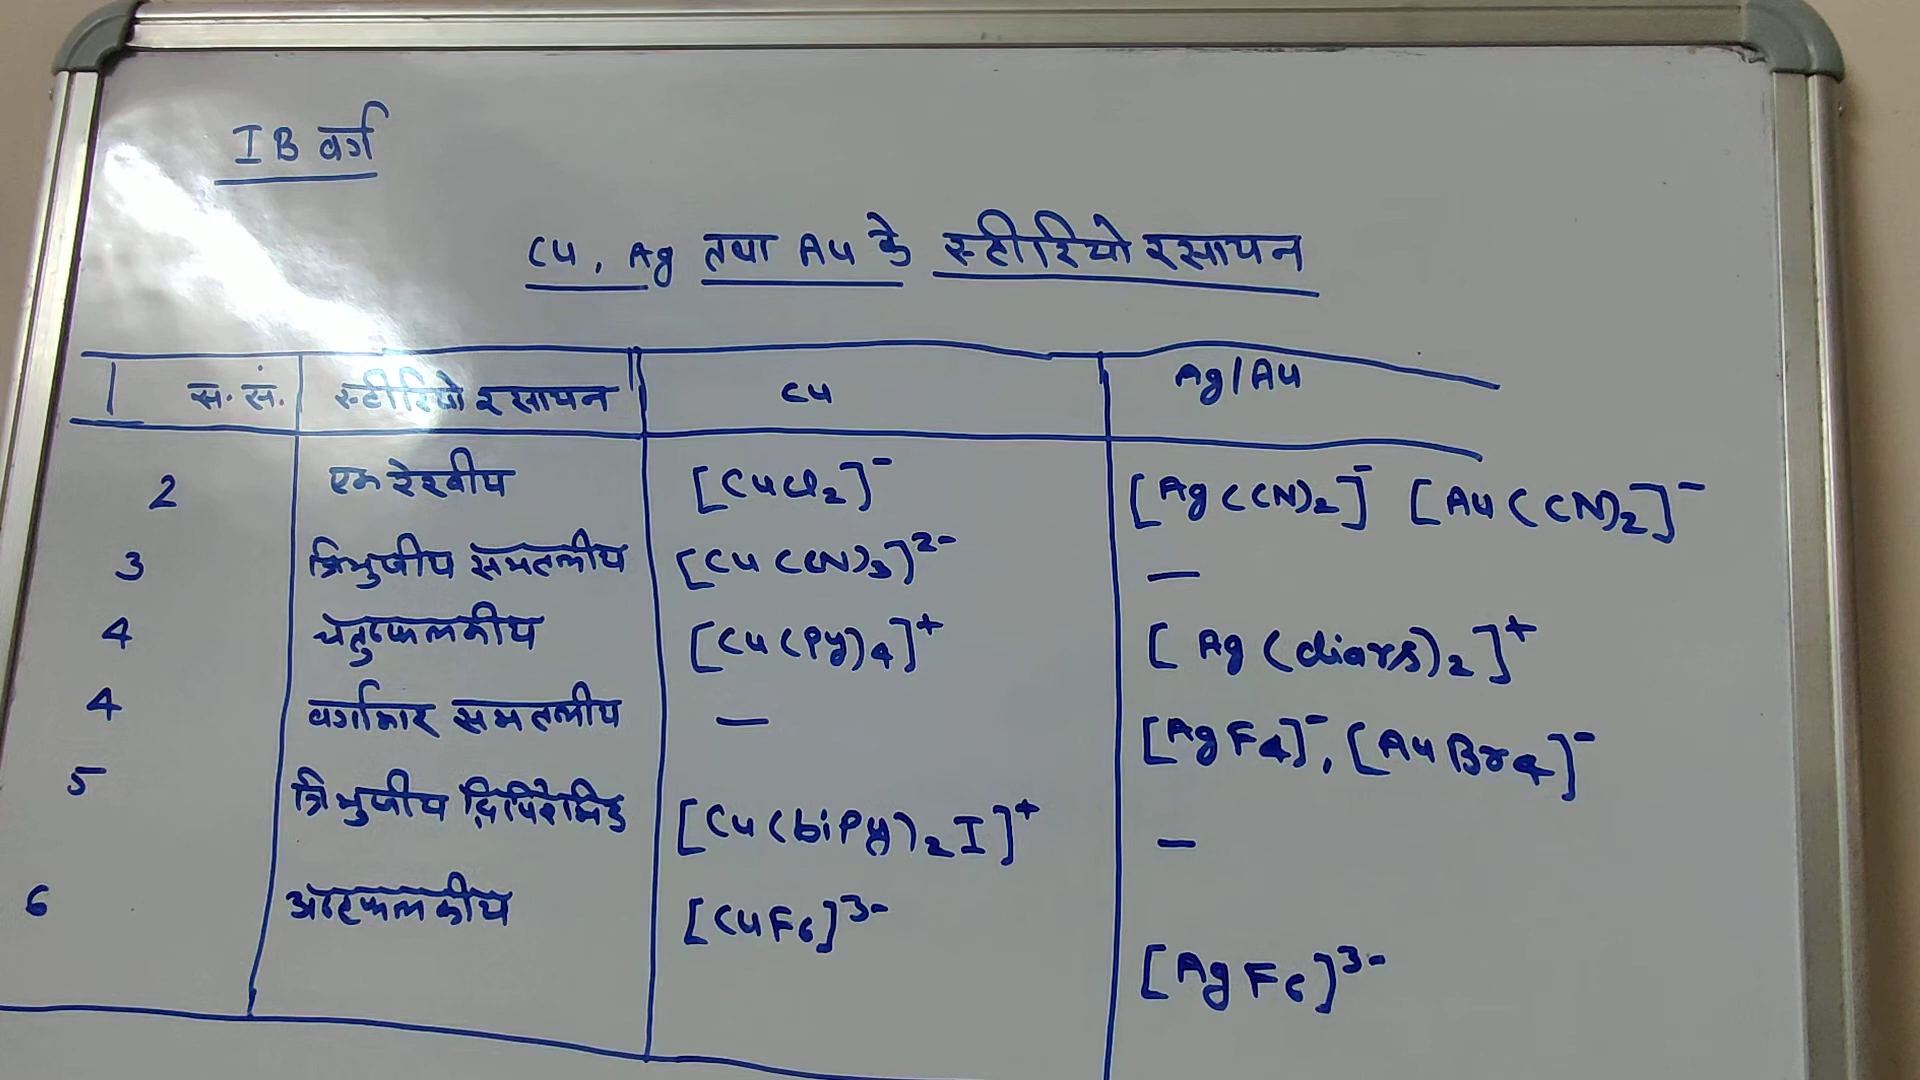 IB वर्ग
Cu, Ag तथा Au के स्टीरियो रसायन
स. सं. स्टीरियो रसायन Cu Ag/Au
2 एक रेखीय [CuCl₂]⁻ [Ag(CN)₂]⁻ [Au(CN)₂]⁻
3 त्रिभुजीय समतलीय [Cu(CN)₃]²⁻ —
4 चतुष्फलकीय [Cu(Py)₄]⁺ [Ag(diars)₂]⁺
4 वर्गाकार समतलीय — [AgF₄]⁻, [AuBr₄]⁻
5 त्रिभुजीय द्विपिरेमिड [Cu(biPy)₂I]⁺ —
6 अष्टफलकीय [CuF₆]³⁻ [AgF₆]³⁻